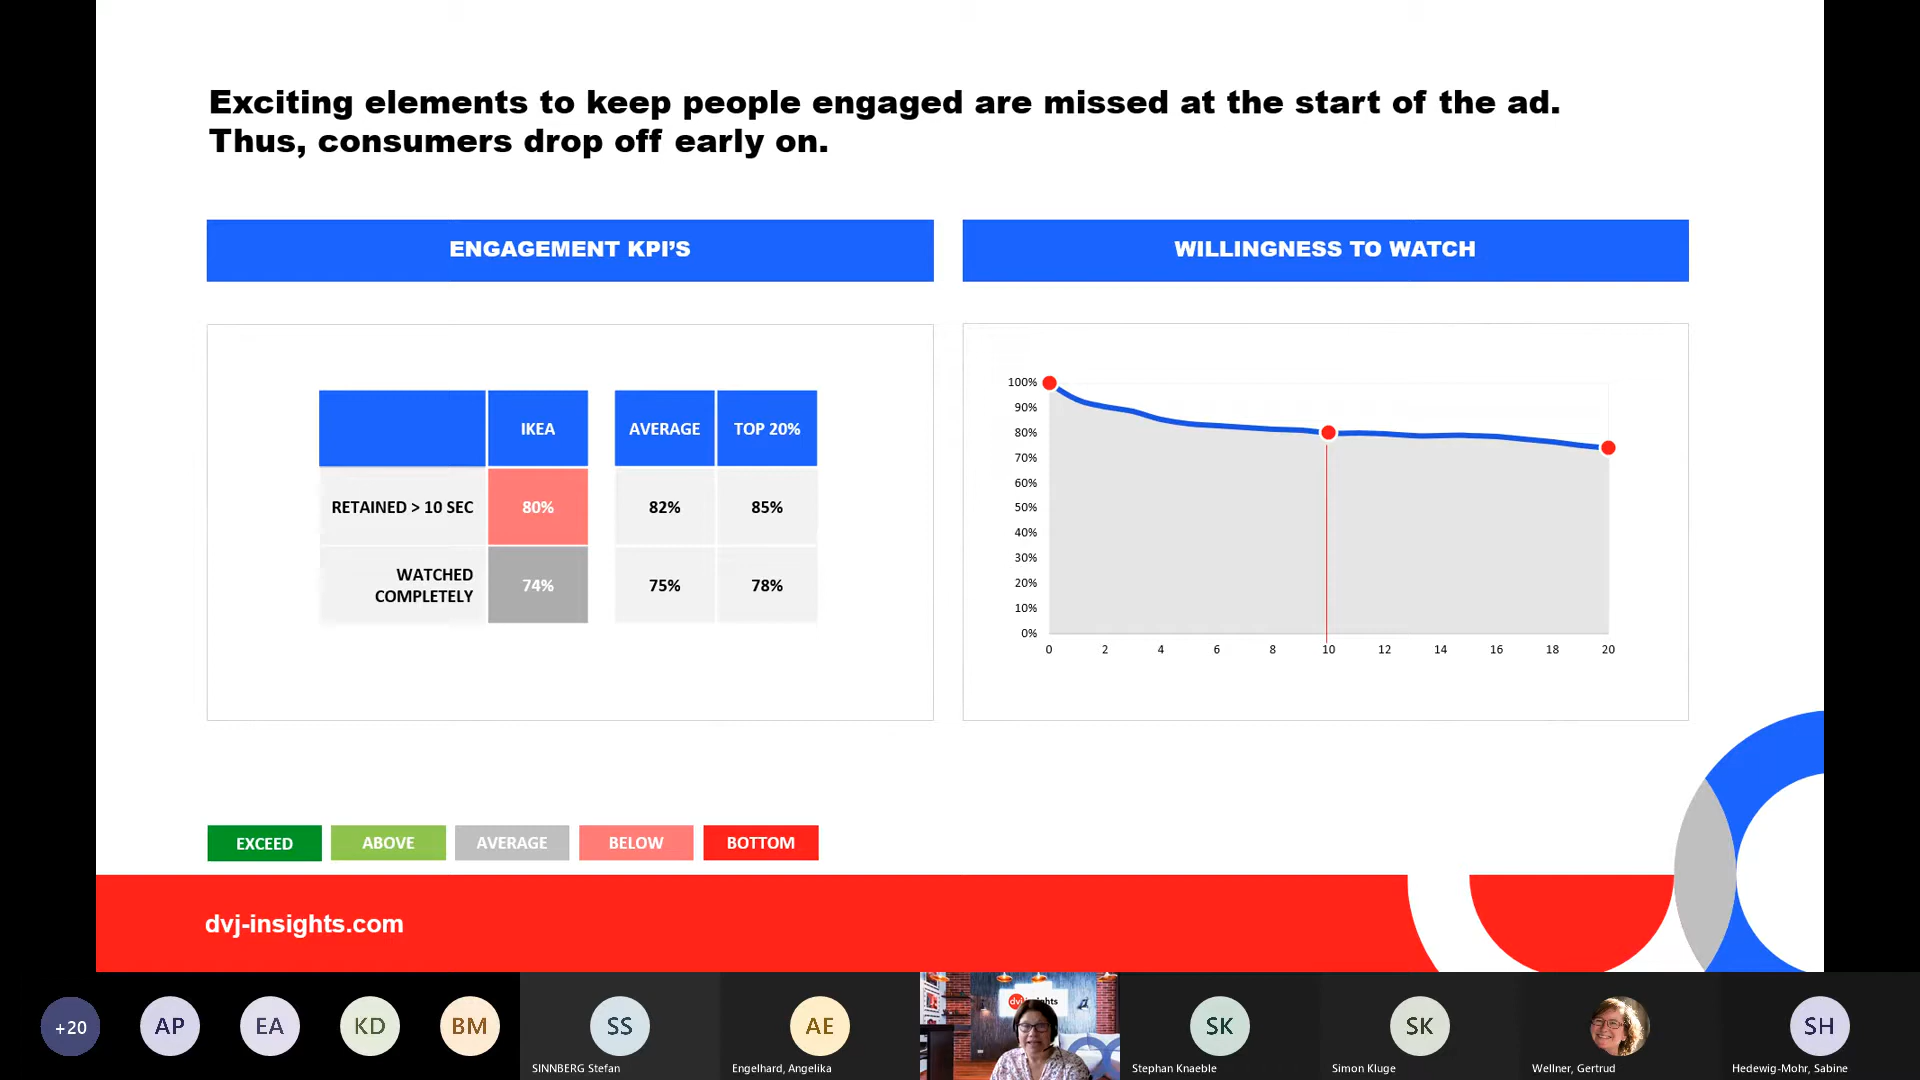 Exciting elements to keep people engaged are missed at the start of the ad.
Thus, consumers drop off early on.
ENGAGEMENT KPI’S
WILLINGNESS TO WATCH
IKEA
AVERAGE
TOP 20%
RETAINED > 10 SEC
80%
82%
85%
WATCHED
COMPLETELY
74%
75%
78%
100%
90%
80%
70%
60%
50%
40%
30%
20%
10%
0%
0 2 4 6 8 10 12 14 16 18 20
EXCEED
ABOVE
AVERAGE
BELOW
BOTTOM
dvj-insights.com
+20
AP
EA
KD
BM
SS
SINNBERG Stefan
AE
Engelhard, Angelika
SK
Stephan Knaeble
SK
Simon Kluge
Wellner, Gertrud
SH
Hedewig-Mohr, Sabine